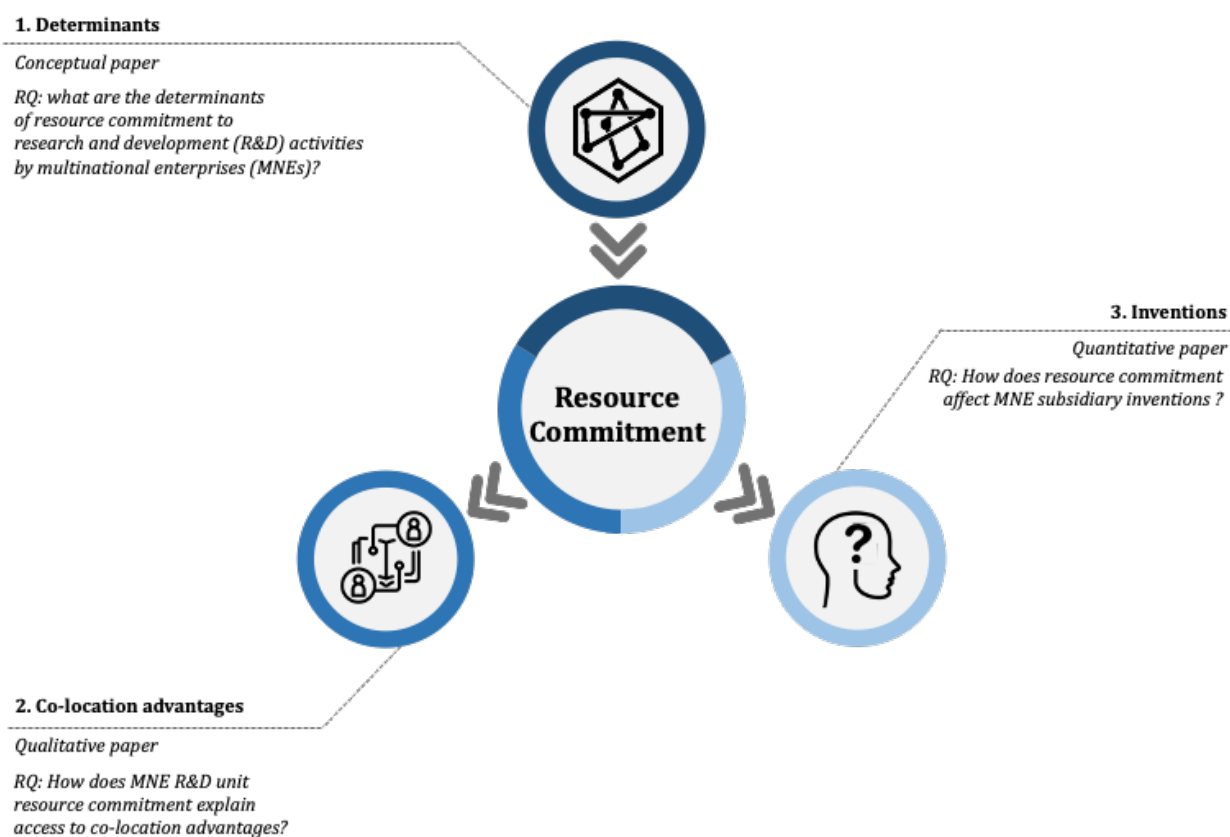 1. Determinants
Conceptual paper
RQ: what are the determinants
of resource commitment to
research and development (R&D) activities
by multinational enterprises (MNEs)?
Resource
Commitment
3. Inventions
Quantitative paper
RQ: How does resource commitment
affect MNE subsidiary inventions ?
?
2. Co-location advantages
Qualitative paper
RQ: How does MNE R&D unit
resource commitment explain
access to co-location advantages?